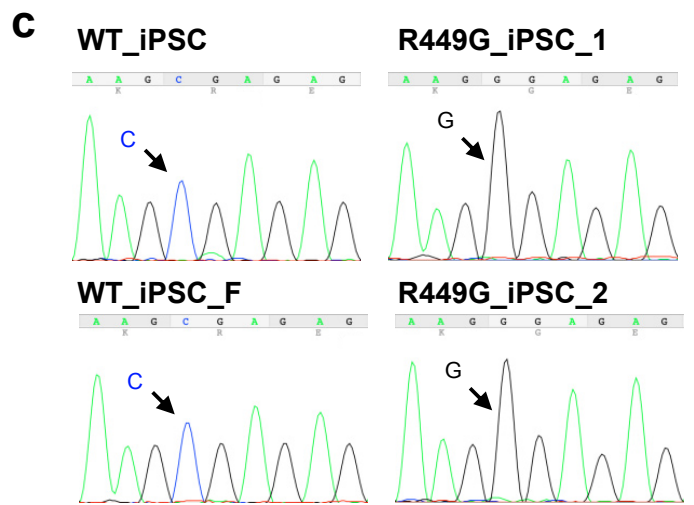 c
WT_iPSC
A A G C G A G A G
K R E
C
R449G_iPSC_1
A A G G G A G A G
K G E
G
WT_iPSC_F
A A G C G A G A G
K R E
C
R449G_iPSC_2
A A G G G A G A G
K G E
G